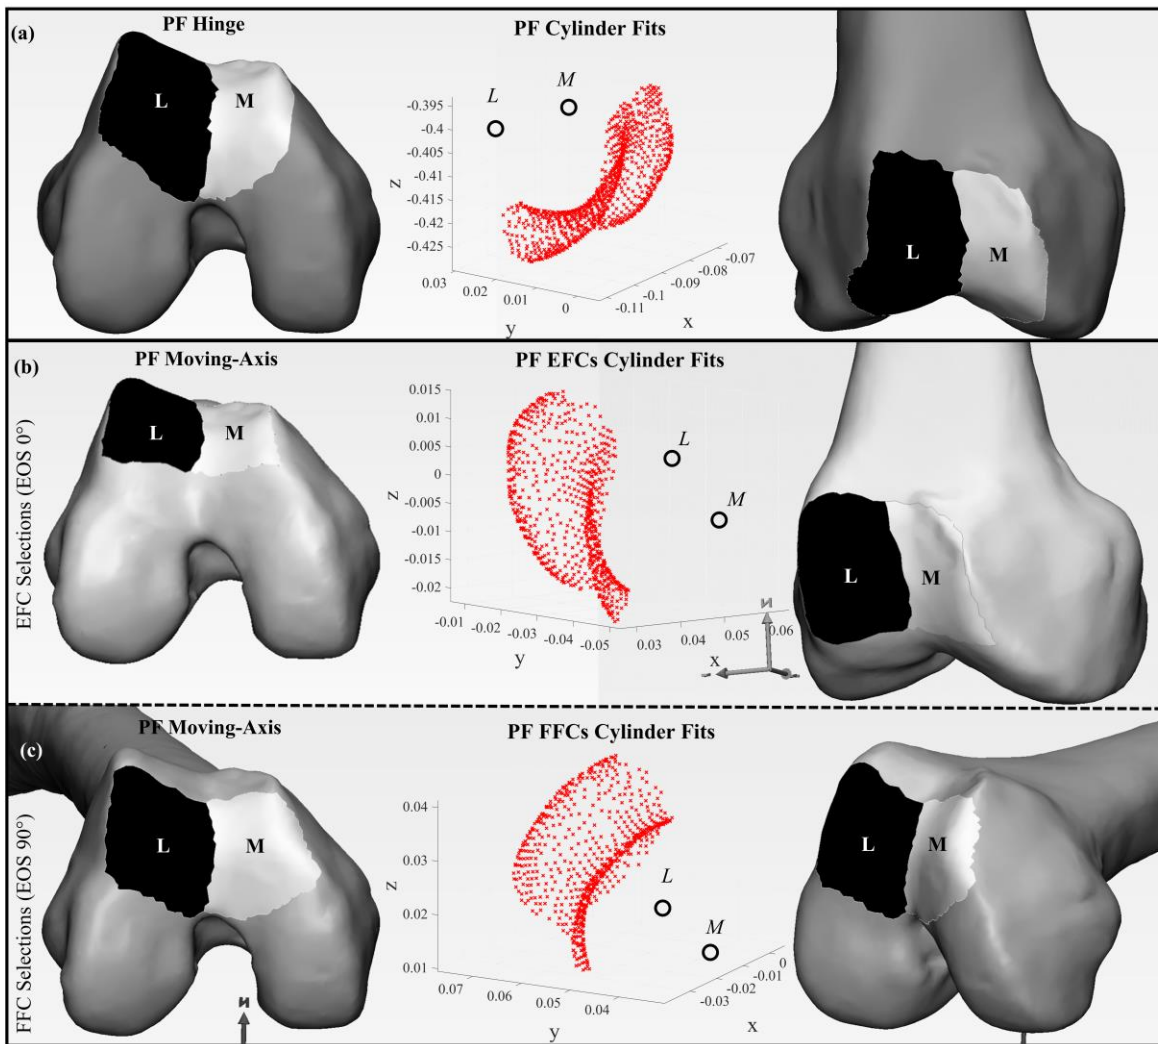 (a)
PF Hinge
PF Cylinder Fits
L
M
L
M
-0.395
-0.4
-0.405
-0.41
-0.415
-0.42
-0.425
z
0.03
0.02
0.01
0
y
-0.11
-0.1
-0.09
-0.08
-0.07
x
L
M
(b)
PF Moving-Axis
PF EFCs Cylinder Fits
EFC Selections (EOS 0°)
L
M
0.015
0.01
0.005
0
-0.005
-0.01
-0.015
-0.02
z
-0.01
-0.02
-0.03
-0.04
-0.05
y
0.03
0.04
0.05
0.06
x
L
M
L
M
(c)
PF Moving-Axis
PF FFCs Cylinder Fits
FFC Selections (EOS 90°)
L
M
0.04
0.03
0.02
0.01
z
0.07
0.06
0.05
0.04
y
-0.03
-0.02
-0.01
0
x
L
M
L
M